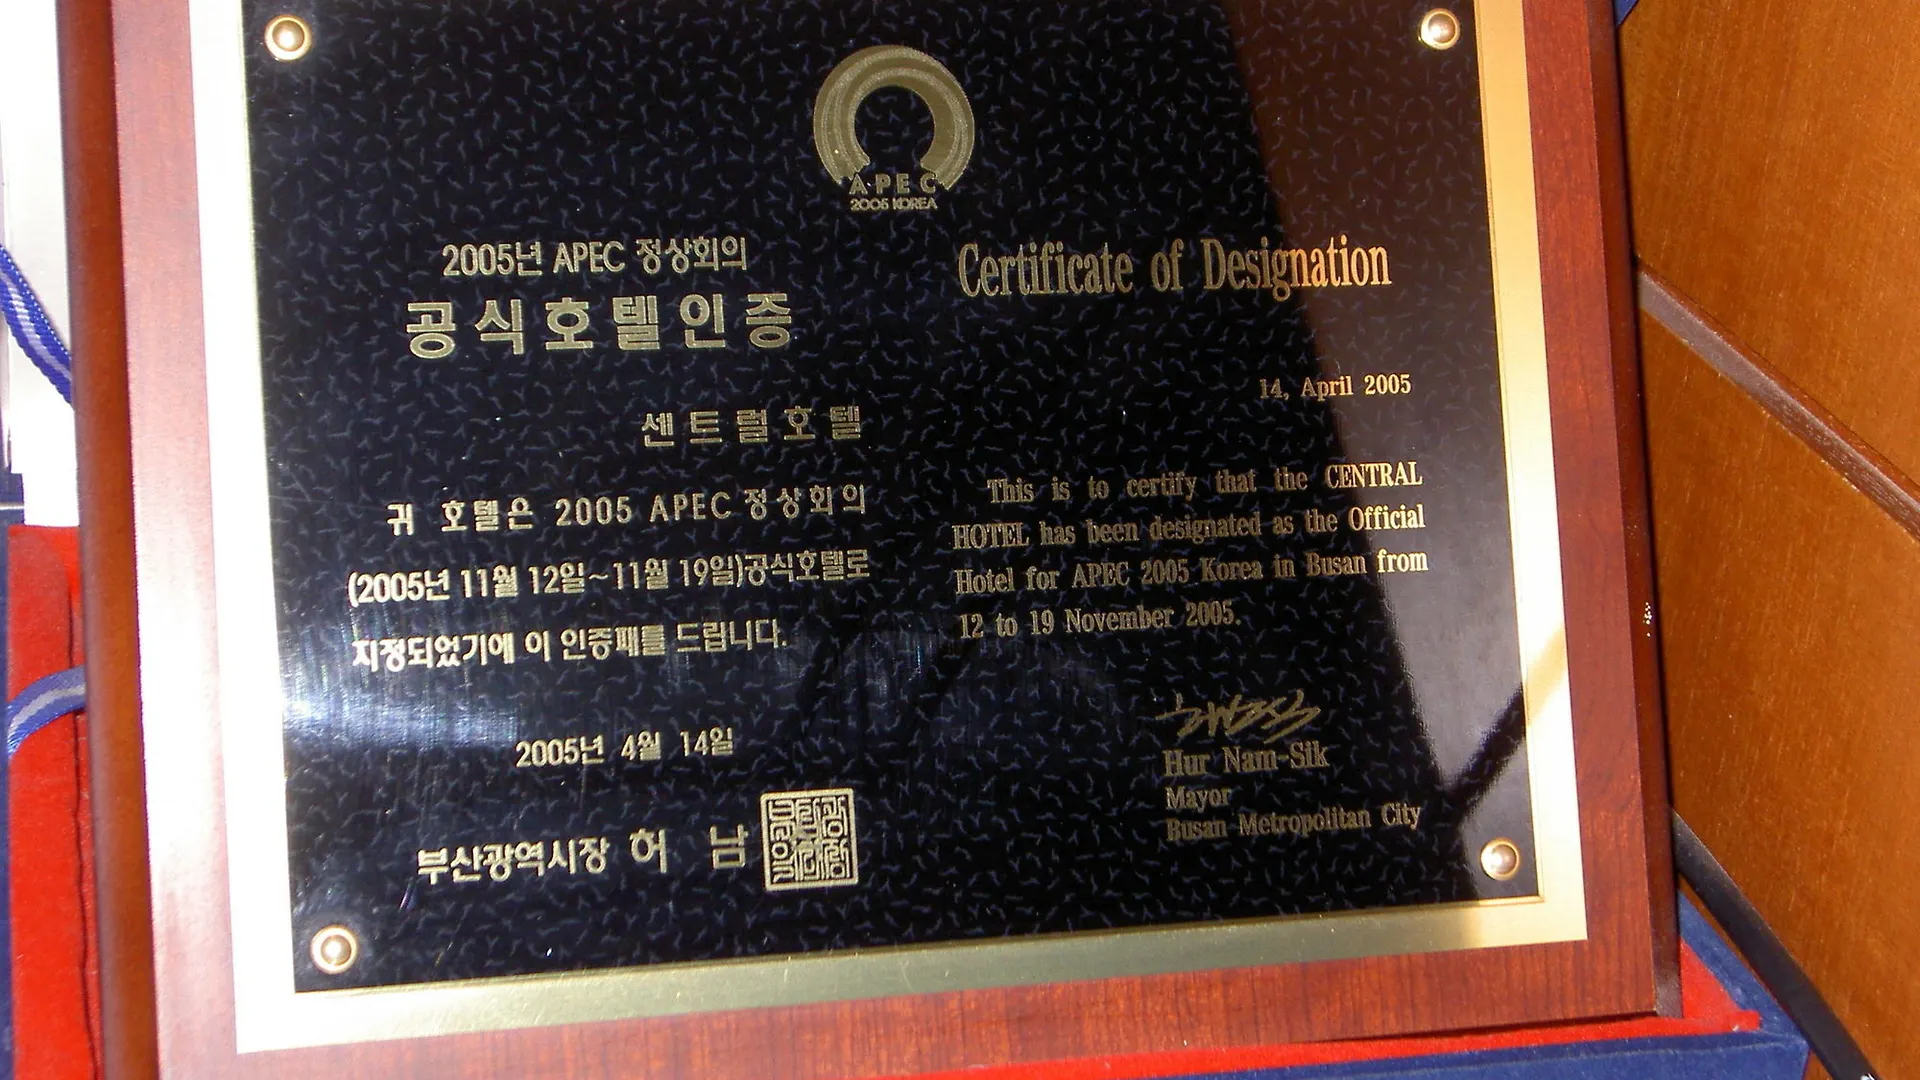 APEC
2005 KOREA
2005년 APEC 정상회의
공식호텔인증
센트럴호텔
귀 호텔은 2005 APEC 정상회의
(2005년 11월 12일~11월 19일)공식호텔로
지정되었기에 이 인증패를 드립니다.
2005년 4월 14일
부산광역시장 허 남
Certificate of Designation
14, April 2005
This is to certify that the CENTRAL
HOTEL has been designated as the Official
Hotel for APEC 2005 Korea in Busan from
12 to 19 November 2005.
Hur Nam-Sik
Mayor
Busan Metropolitan City